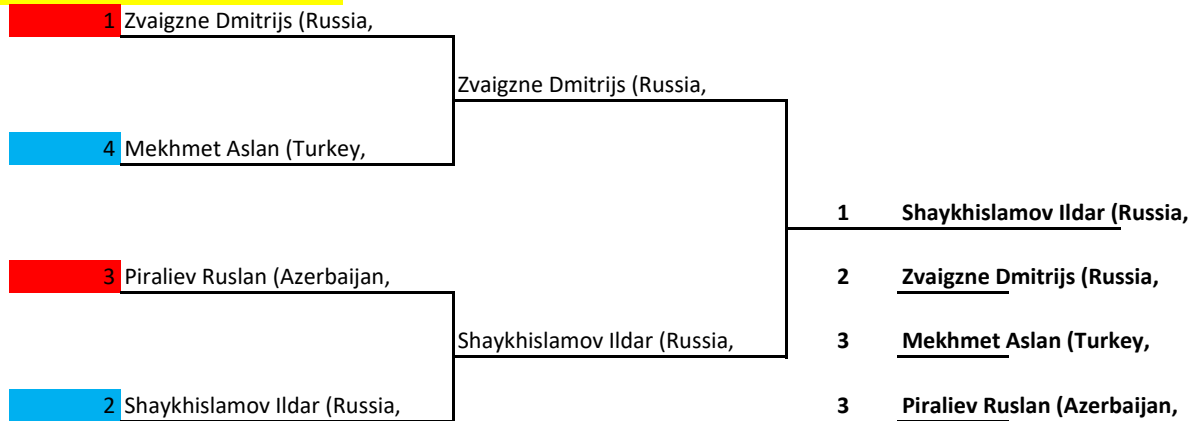 1 Zvaigzne Dmitrijs (Russia,
Zvaigzne Dmitrijs (Russia,
4 Mekhmet Aslan (Turkey,
1 Shaykhislamov Ildar (Russia,
3 Piraliev Ruslan (Azerbaijan,
2 Zvaigzne Dmitrijs (Russia,
Shaykhislamov Ildar (Russia,
3 Mekhmet Aslan (Turkey,
2 Shaykhislamov Ildar (Russia,
3 Piraliev Ruslan (Azerbaijan,